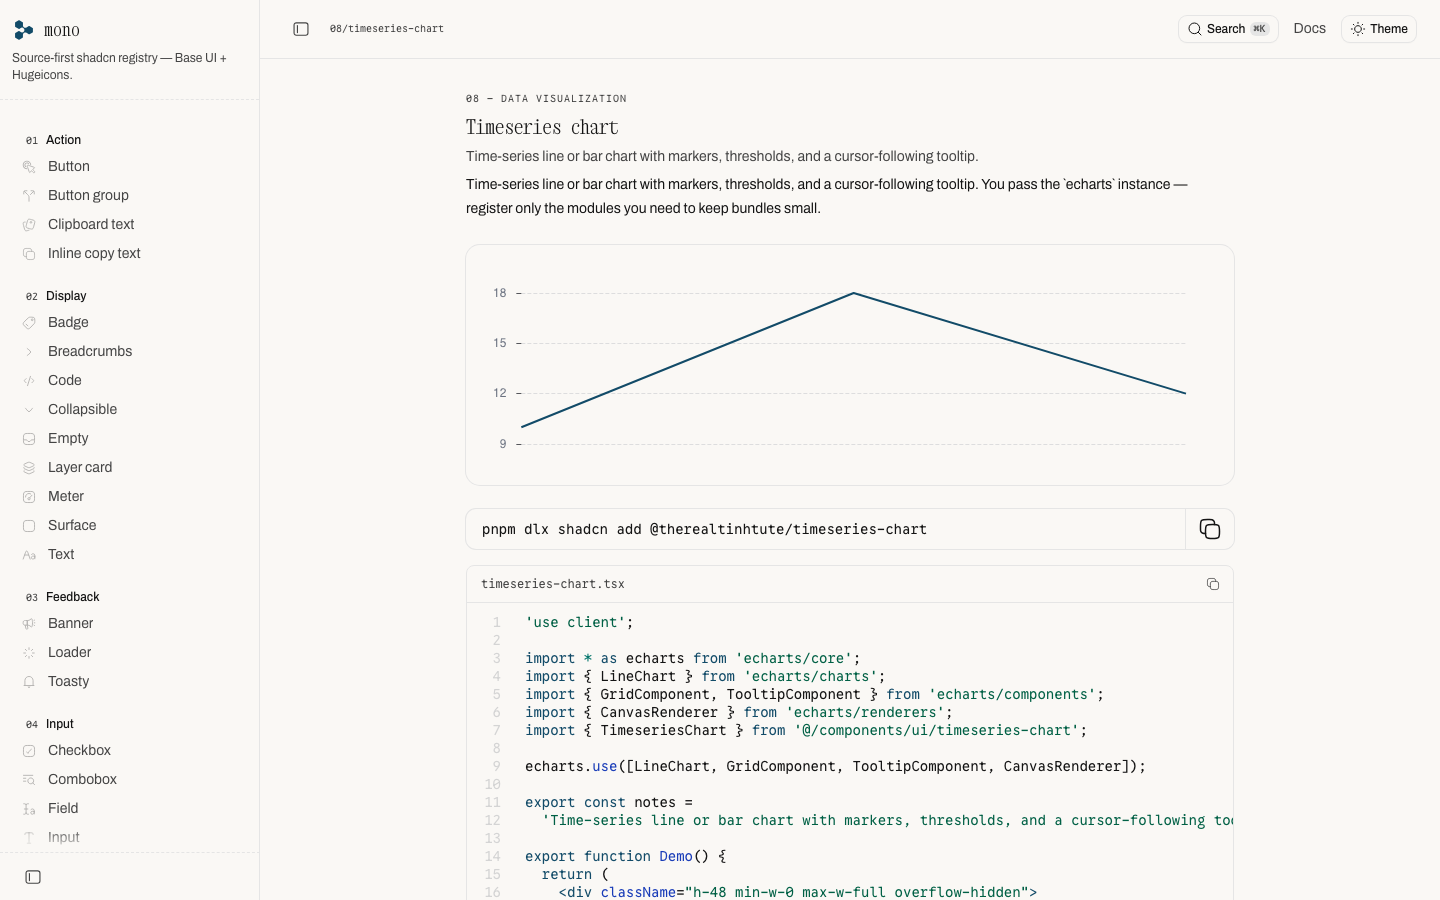 mono
Source-first shadcn registry — Base UI +
Hugeicons.
01 Action
Button
Button group
Clipboard text
Inline copy text
02 Display
Badge
Breadcrumbs
Code
Collapsible
Empty
Layer card
Meter
Surface
Text
03 Feedback
Banner
Loader
Toasty
04 Input
Checkbox
Combobox
Field
Input
08/timeseries-chart
Search ⌘K
Docs
Theme
08 — DATA VISUALIZATION
Timeseries chart
Time-series line or bar chart with markers, thresholds, and a cursor-following tooltip.
Time-series line or bar chart with markers, thresholds, and a cursor-following tooltip. You pass the `echarts` instance —
register only the modules you need to keep bundles small.
18
15
12
9
pnpm dlx shadcn add @therealtinhtute/timeseries-chart
timeseries-chart.tsx
1 'use client';
2
3 import * as echarts from 'echarts/core';
4 import { LineChart } from 'echarts/charts';
5 import { GridComponent, TooltipComponent } from 'echarts/components';
6 import { CanvasRenderer } from 'echarts/renderers';
7 import { TimeseriesChart } from '@/components/ui/timeseries-chart';
8
9 echarts.use([LineChart, GridComponent, TooltipComponent, CanvasRenderer]);
10
11 export const notes =
12 'Time-series line or bar chart with markers, thresholds, and a cursor-following
13
14 export function Demo() {
15 return (
16 <div className="h-48 min-w-0 max-w-full overflow-hidden">